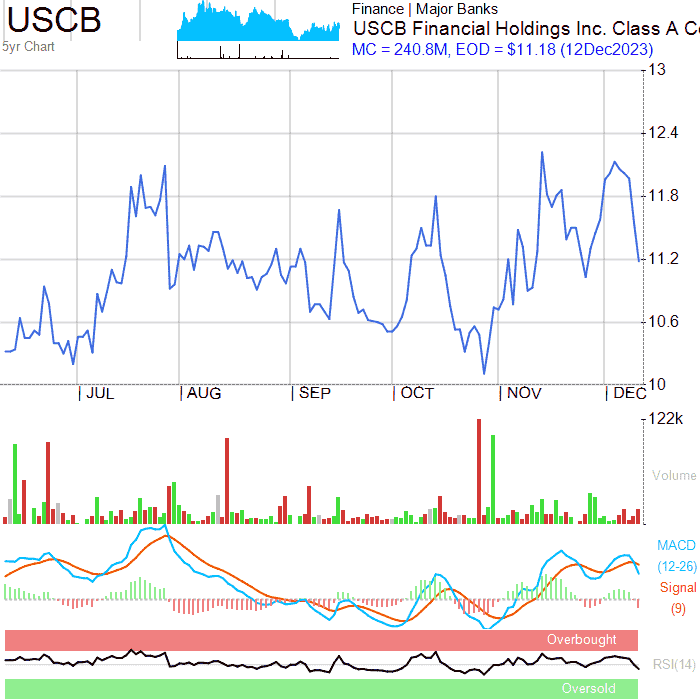 USCB
5yr Chart
Finance | Major Banks
USCB Financial Holdings Inc. Class A Co
MC = 240.8M, EOD = $11.18 (12Dec2023)
13
12.4
11.8
11.2
10.6
10
JUL AUG SEP OCT NOV DEC
122k
Volume
MACD
(12-26)
Signal
(9)
Overbought
RSI(14)
Oversold